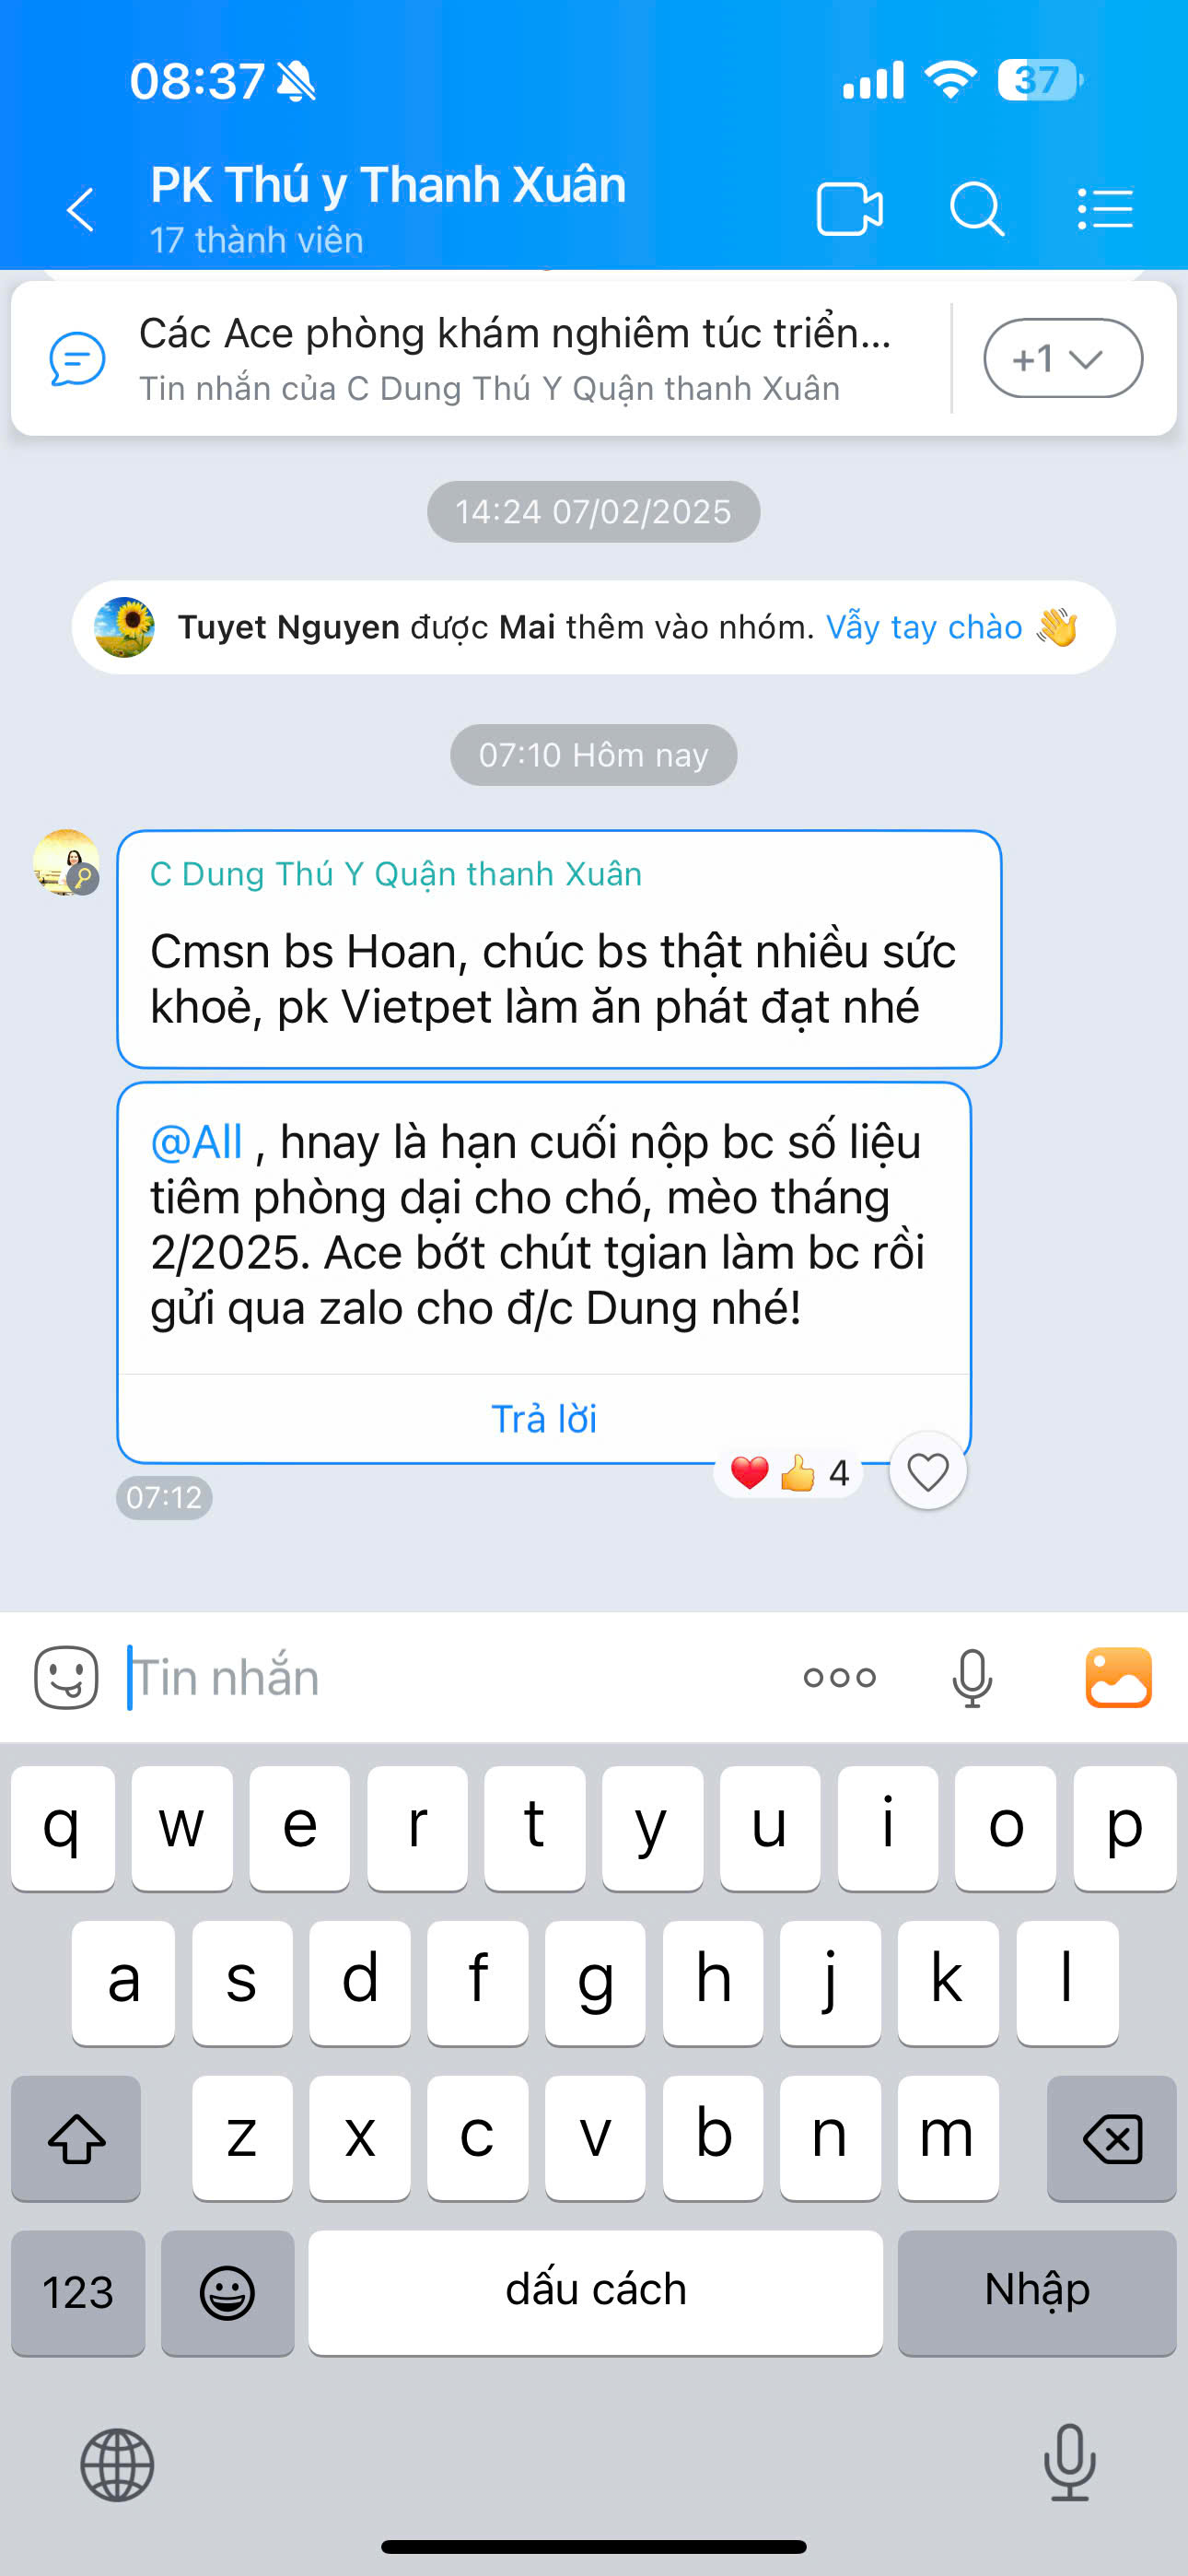 08:37
37
PK Thú y Thanh Xuân
17 thành viên
Các Ace phòng khám nghiêm túc triển...
Tin nhắn của C Dung Thú Y Quận thanh Xuân
+1
14:24 07/02/2025
Tuyet Nguyen được Mai thêm vào nhóm. Vẫy tay chào 👋
07:10 Hôm nay
C Dung Thú Y Quận thanh Xuân
Cmsn bs Hoan, chúc bs thật nhiều sức
khoẻ, pk Vietpet làm ăn phát đạt nhé
@All , hnay là hạn cuối nộp bc số liệu
tiêm phòng dại cho chó, mèo tháng
2/2025. Ace bớt chút tgian làm bc rồi
gửi qua zalo cho đ/c Dung nhé!
Trả lời
❤️ 👍 4
07:12
Tin nhắn
q w e r t y u i o p
a s d f g h j k l
z x c v b n m
123 dấu cách Nhập